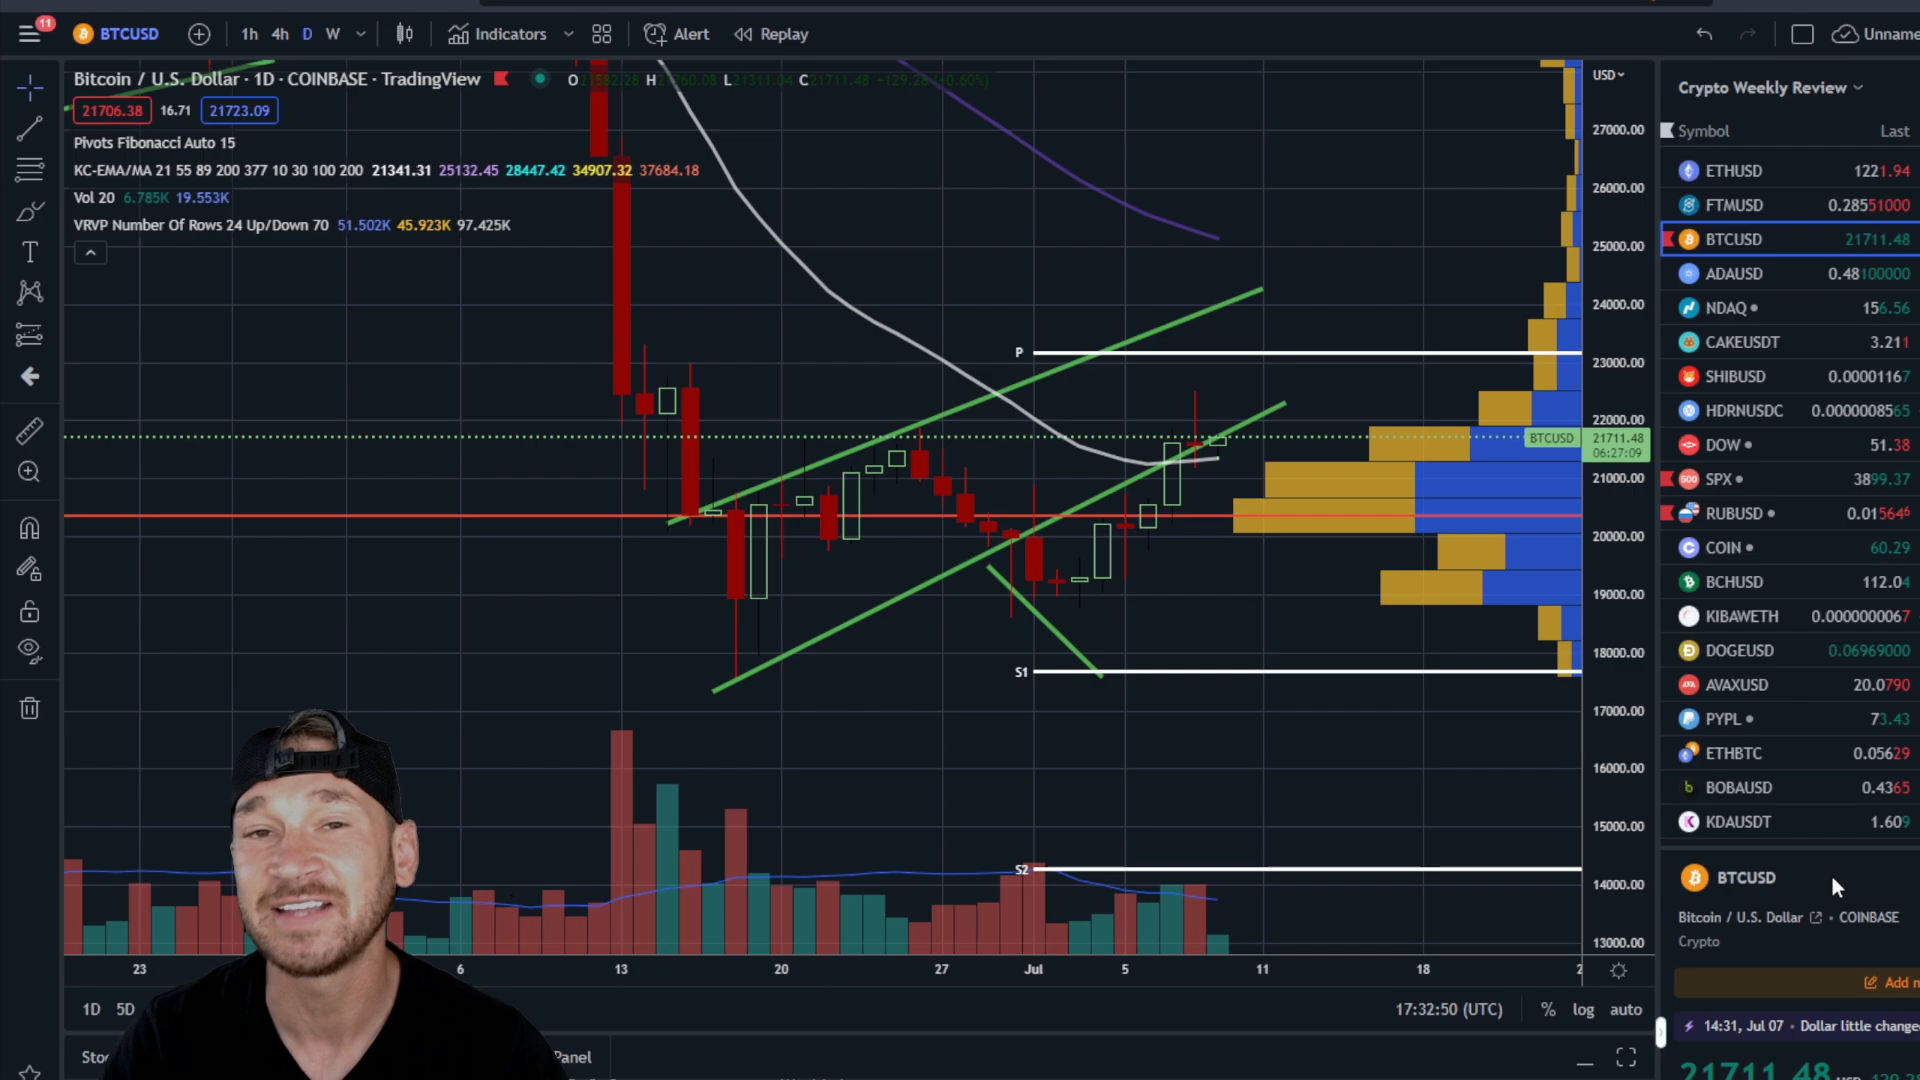 11
BTCUSD
1h 4h D W
Indicators
Alert
Replay
Unname
Bitcoin / U.S. Dollar · 1D · COINBASE · TradingView
H L21311.04 C21711.48
21706.38 16.71 21723.09
Pivots Fibonacci Auto 15
KC-EMA/MA 21 55 89 200 377 10 30 100 200 21341.31 25132.45 28447.42 34907.32 37684.18
Vol 20 6.785K 19.553K
VRVP Number Of Rows 24 Up/Down 70 51.502K 45.923K 97.425K
USD
27000.00
26000.00
25000.00
24000.00
P
23000.00
22000.00
BTCUSD 21711.48
06:27:09
21000.00
20000.00
19000.00
18000.00
S1
17000.00
16000.00
15000.00
S2
14000.00
13000.00
23 6 13 20 27 Jul 5 11 18 2
1D 5D
17:32:50 (UTC) % log auto
Stoc
Panel
Crypto Weekly Review
Symbol Last
ETHUSD 1221.94
FTMUSD 0.28551000
BTCUSD 21711.48
ADAUSD 0.48100000
NDAQ 156.56
CAKEUSDT 3.211
SHIBUSD 0.00001167
HDRNUSDC 0.0000008565
DOW 51.38
500 SPX 3899.37
RUBUSD 0.015646
COIN 60.29
BCHUSD 112.04
KIBAWETH 0.0000000067
DOGEUSD 0.06969000
AVAXUSD 20.0790
PYPL 73.43
ETHBTC 0.05629
BOBAUSD 0.4365
KDAUSDT 1.609
BTCUSD
Bitcoin / U.S. Dollar · COINBASE
Crypto
Add n
14:31, Jul 07 · Dollar little change
21711.48